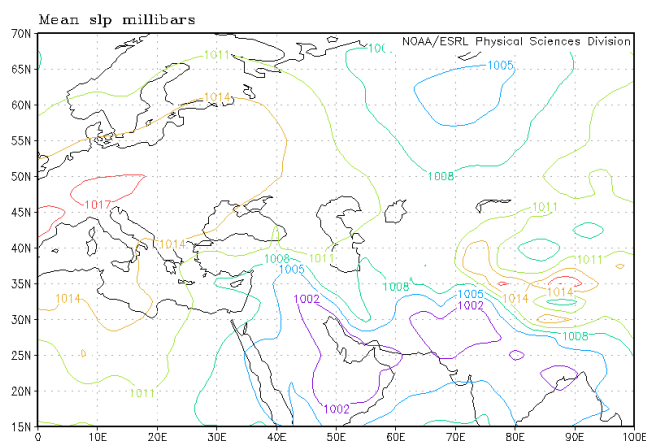 Mean slp millibars
NOAA/ESRL Physical Sciences Division
70N
65N
60N
55N
50N
45N
40N
35N
30N
25N
20N
15N
1011
1005
1014
1008
1017
1011
1014
1011
1008
1005
1008
1005
1014
1014
1002
1002
1008
1011
1002
0
10E
20E
30E
40E
50E
60E
70E
80E
90E
100E